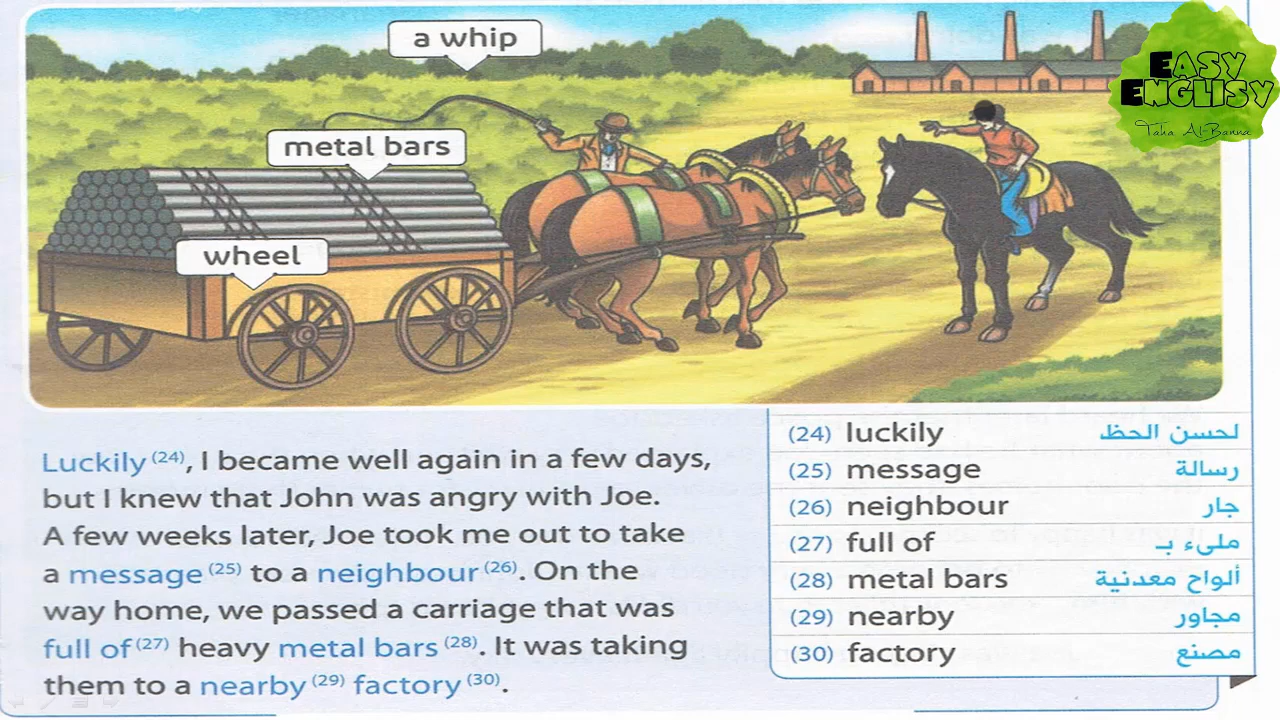 a whip
EASY
ENGLISY
Taha Al-Banna
metal bars
wheel
Luckily (24), I became well again in a few days,
but I knew that John was angry with Joe.
A few weeks later, Joe took me out to take
a message (25) to a neighbour (26). On the
way home, we passed a carriage that was
full of (27) heavy metal bars (28). It was taking
them to a nearby (29) factory (30).
(24) luckily لحسن الحظ
(25) message رسالة
(26) neighbour جار
(27) full of ملىء بـ
(28) metal bars ألواح معدنية
(29) nearby مجاور
(30) factory مصنع